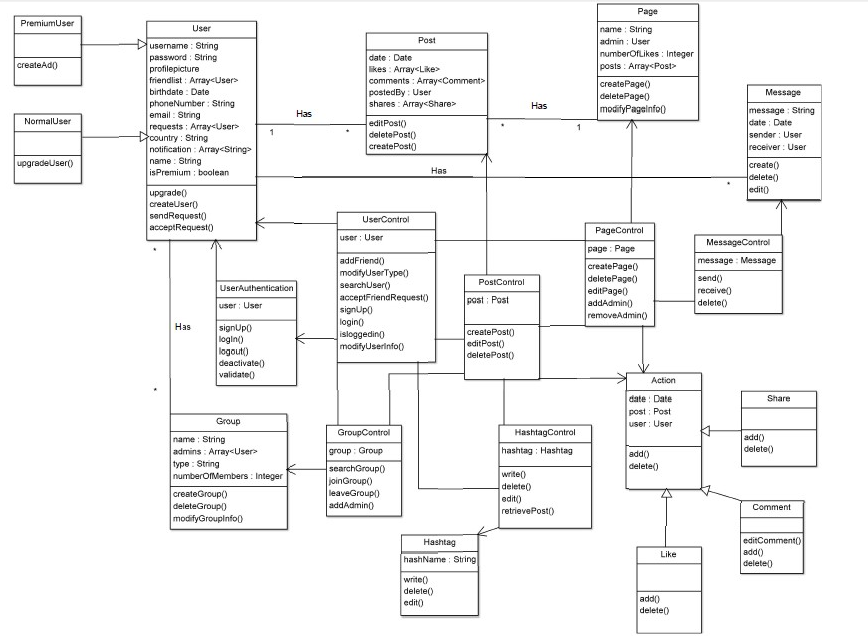 PremiumUser
createAd()
NormalUser
upgradeUser()
User
username : String
password : String
profilepicture
friendlist : Array<User>
birthdate : Date
phoneNumber : String
email : String
requests : Array<User>
country : String
notification : Array<String>
name : String
isPremium : boolean
upgrade()
createUser()
sendRequest()
acceptRequest()
Post
date : Date
likes : Array<Like>
comments : Array<Comment>
postedBy : User
shares : Array<Share>
editPost()
deletePost()
createPost()
Page
name : String
admin : User
numberOfLikes : Integer
posts : Array<Post>
createPage()
deletePage()
modifyPageInfo()
Message
message : String
date : Date
sender : User
receiver : User
create()
delete()
edit()
Has
1
*
Has
*
1
Has
*
UserControl
user : User
addFriend()
modifyUserType()
searchUser()
acceptFriendRequest()
signUp()
login()
isloggedin()
modifyUserInfo()
PageControl
page : Page
createPage()
deletePage()
editPage()
addAdmin()
removeAdmin()
MessageControl
message : Message
send()
receive()
delete()
UserAuthentication
user : User
signUp()
logIn()
logout()
deactivate()
validate()
PostControl
post : Post
createPost()
editPost()
deletePost()
*
Has
*
Action
date : Date
post : Post
user : User
add()
delete()
Share
add()
delete()
Group
name : String
admins : Array<User>
type : String
numberOfMembers : Integer
createGroup()
deleteGroup()
modifyGroupInfo()
GroupControl
group : Group
searchGroup()
joinGroup()
leaveGroup()
addAdmin()
HashtagControl
hashtag : Hashtag
write()
delete()
edit()
retrievePost()
Comment
editComment()
add()
delete()
Hashtag
hashName : String
write()
delete()
edit()
Like
add()
delete()